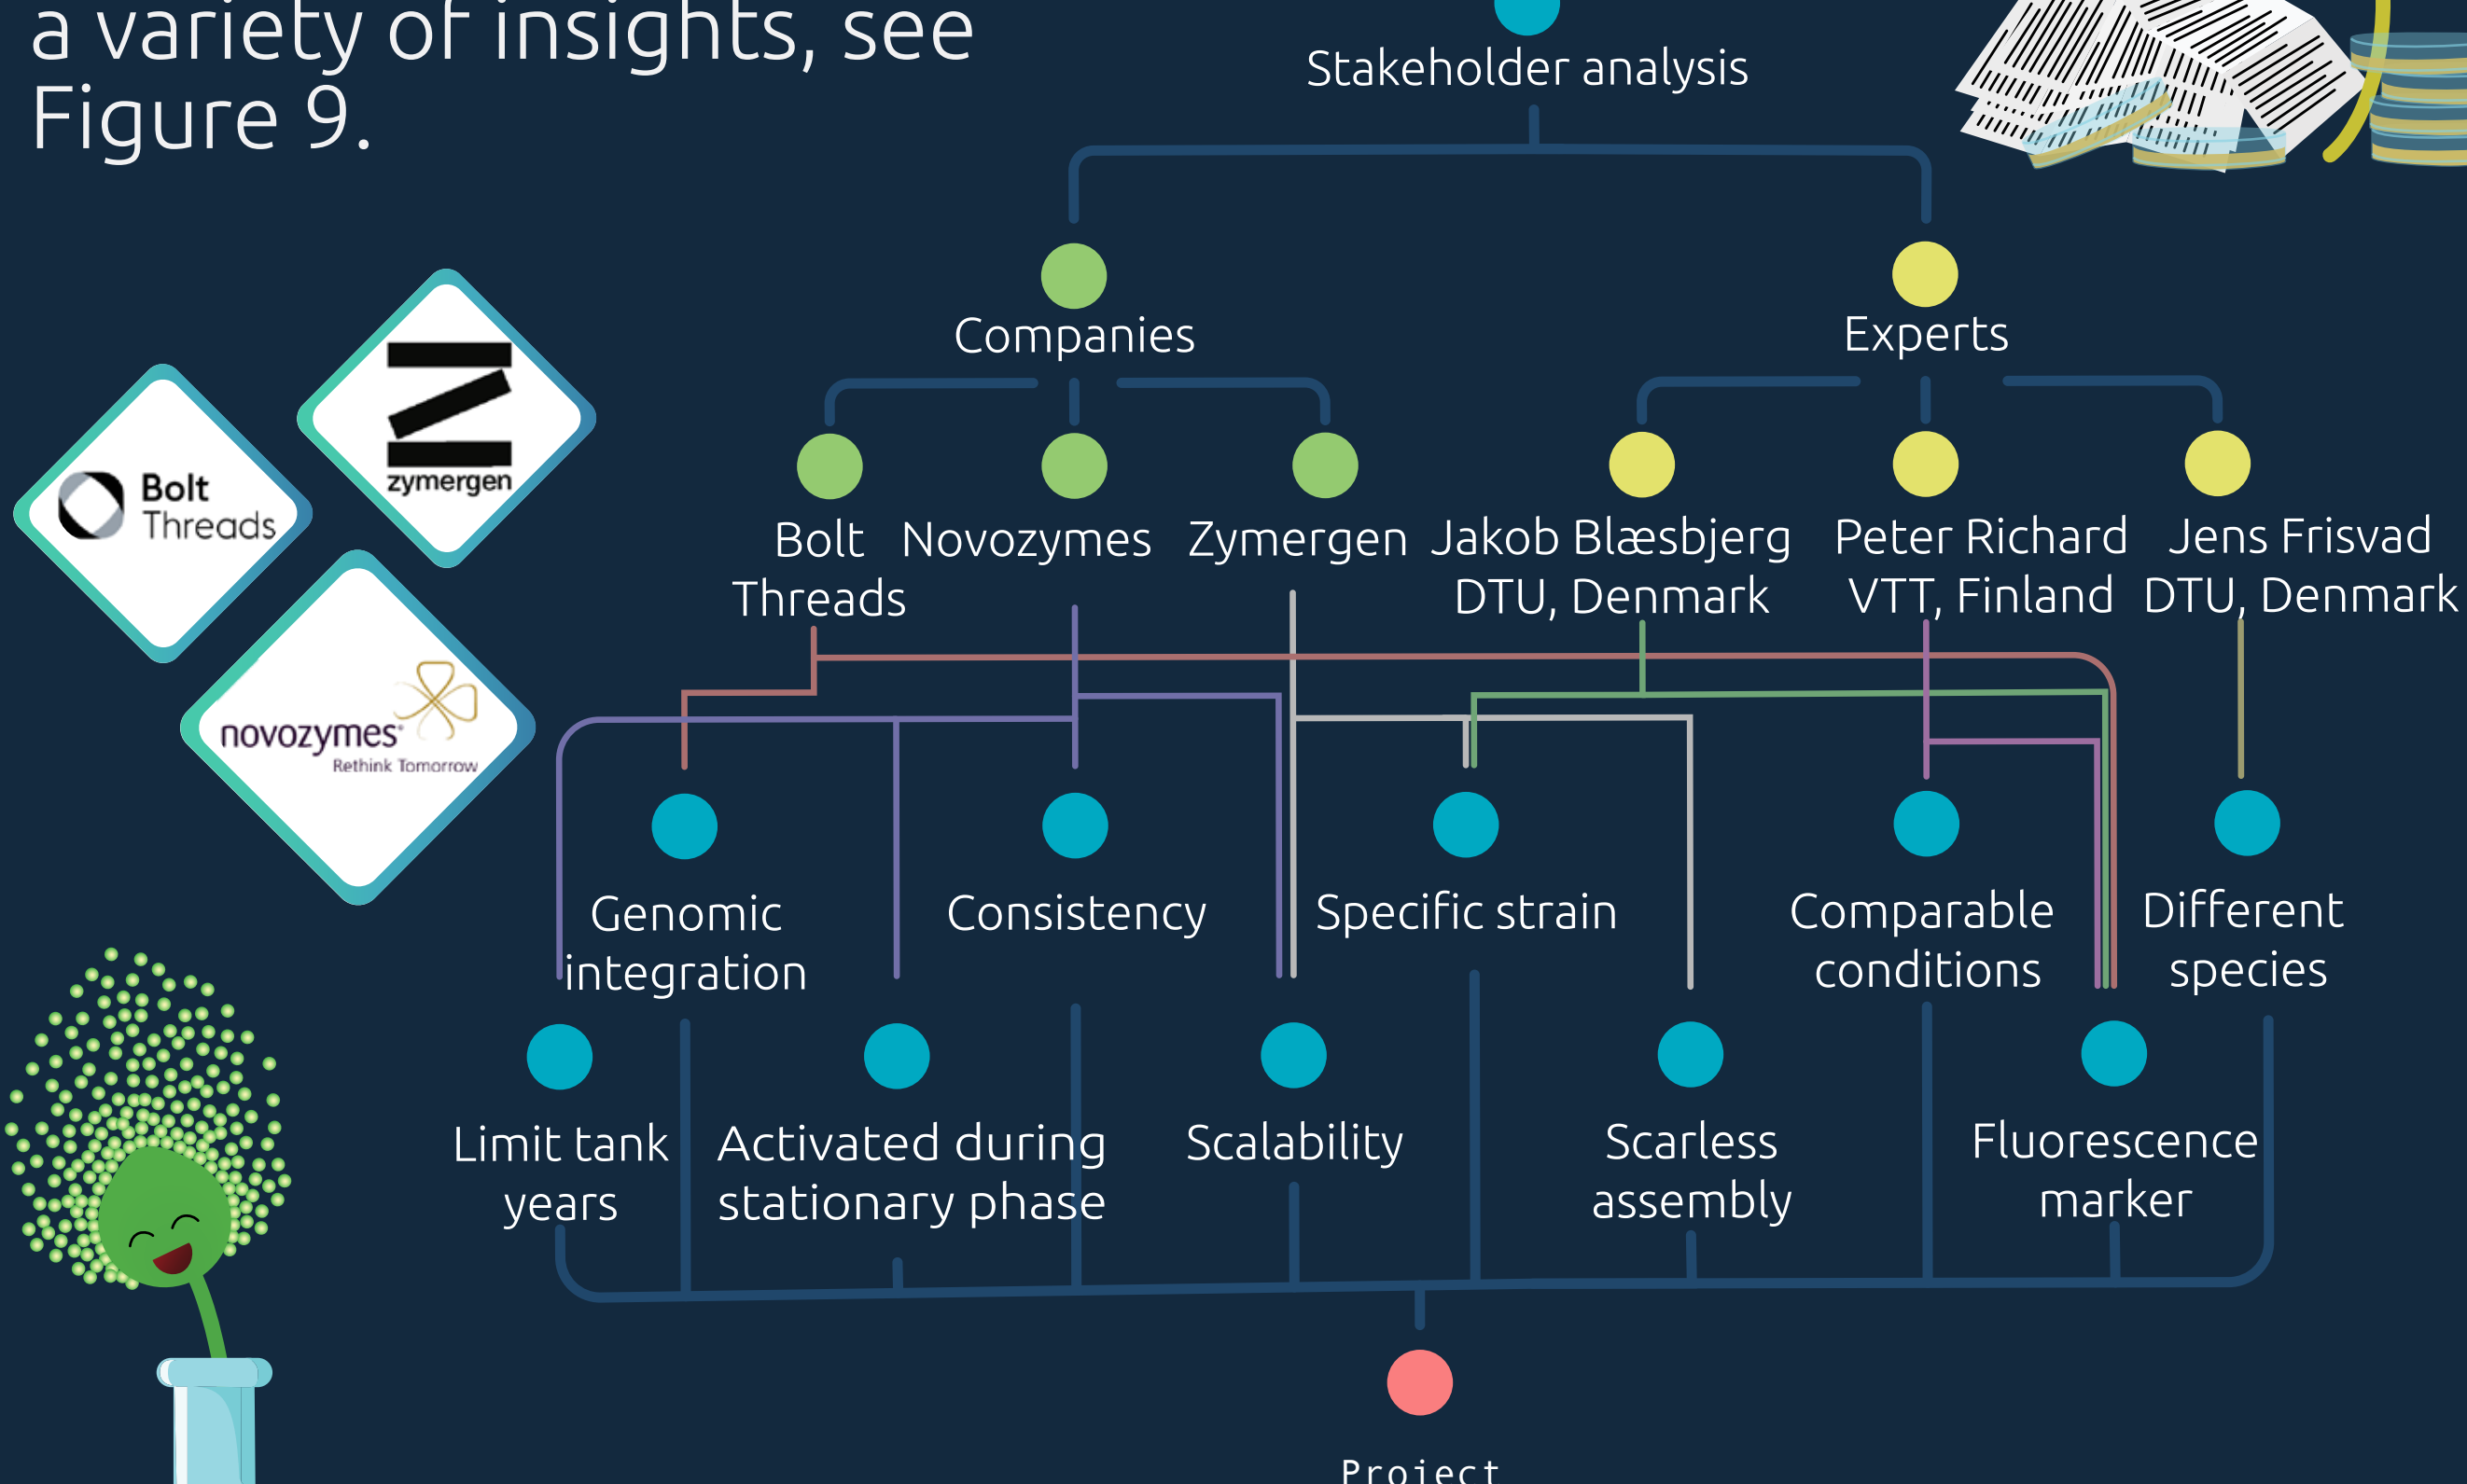 a variety of insights, see
Figure 9.
Stakeholder analysis
Companies
Experts
zymergen
Bolt
Threads
novozymes®
Rethink Tomorrow
Bolt
Threads
Novozymes
Zymergen
Jakob Blæsbjerg
DTU, Denmark
Peter Richard
VTT, Finland
Jens Frisvad
DTU, Denmark
Genomic
integration
Consistency
Specific strain
Comparable
conditions
Different
species
Limit tank
years
Activated during
stationary phase
Scalability
Scarless
assembly
Fluorescence
marker
Project